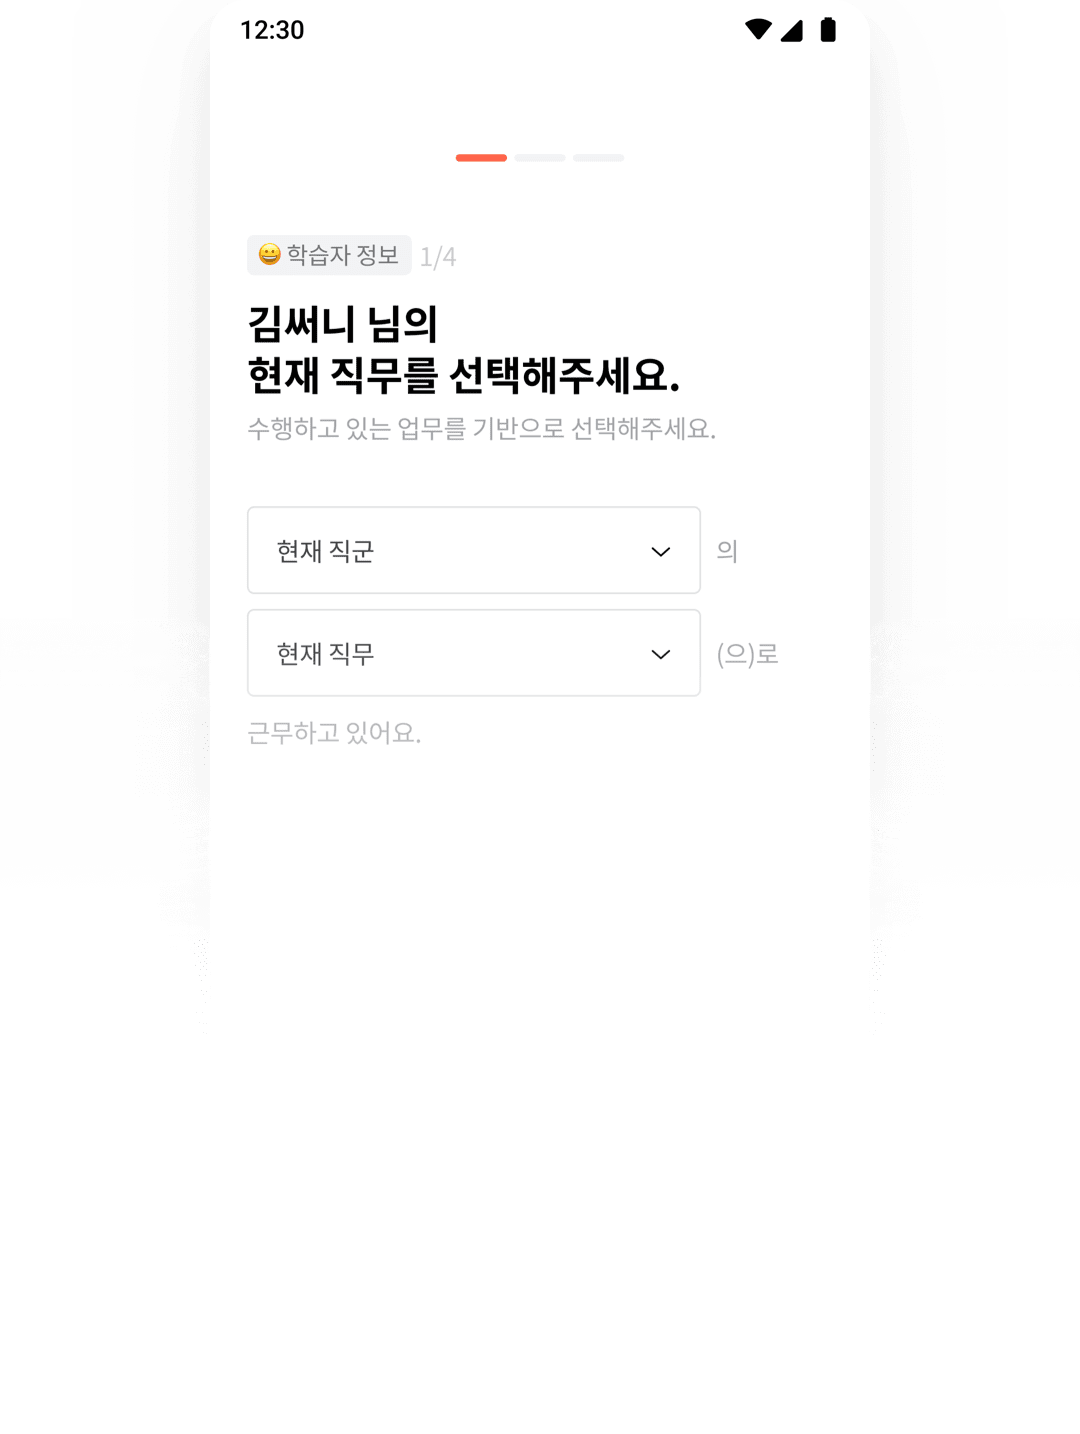 12:30
😀 학습자 정보 1/4
김써니 님의
현재 직무를 선택해주세요.
수행하고 있는 업무를 기반으로 선택해주세요.
현재 직군 의
현재 직무 (으)로
근무하고 있어요.